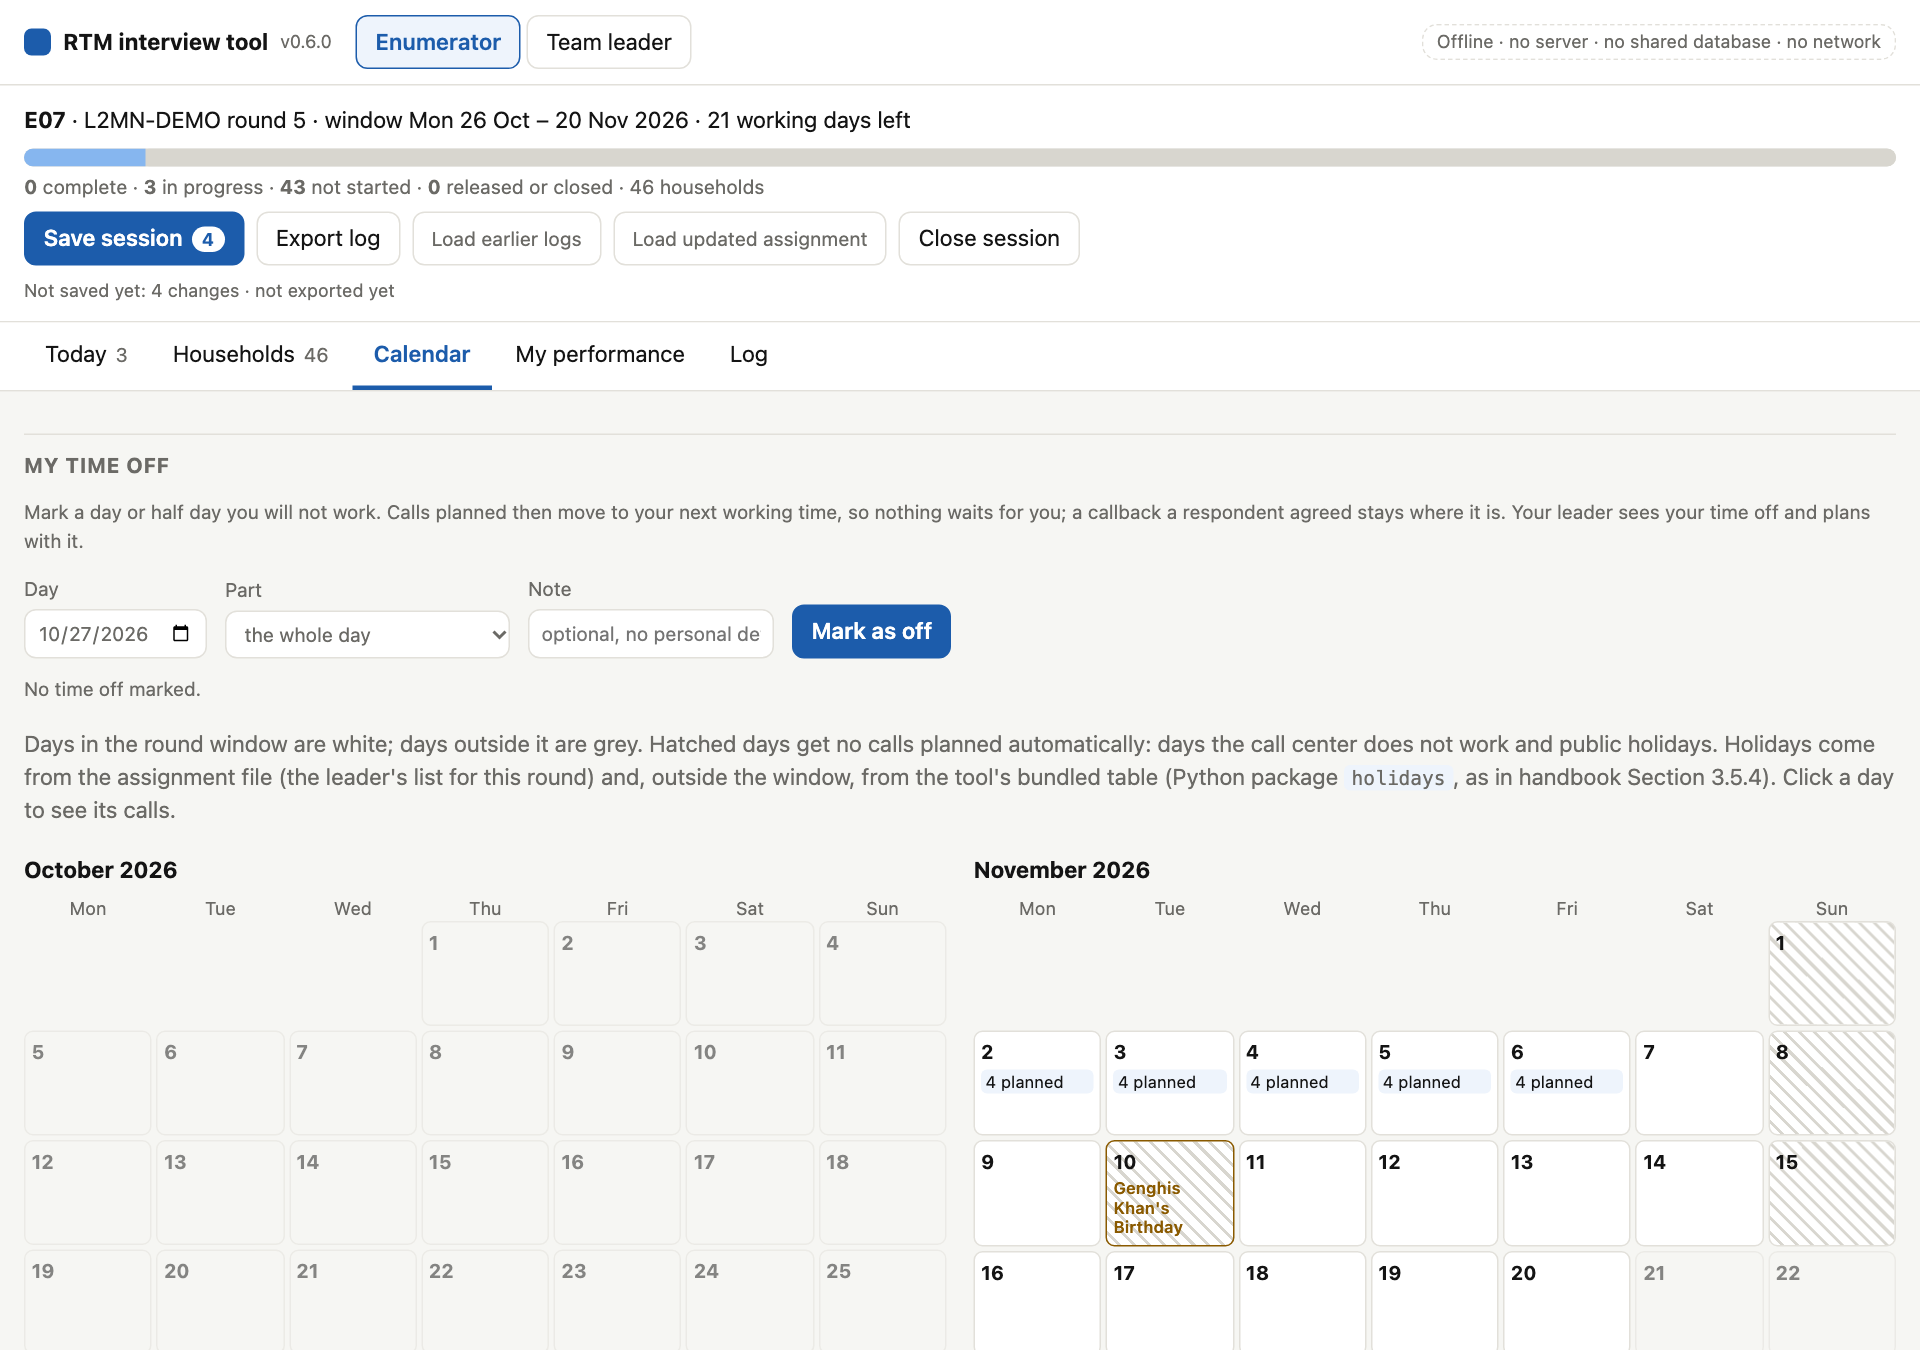 RTM interview tool v0.6.0
Enumerator
Team leader
Offline · no server · no shared database · no network
E07 · L2MN-DEMO round 5 · window Mon 26 Oct – 20 Nov 2026 · 21 working days left
0 complete · 3 in progress · 43 not started · 0 released or closed · 46 households
Save session 4
Export log
Load earlier logs
Load updated assignment
Close session
Not saved yet: 4 changes · not exported yet
Today 3
Households 46
Calendar
My performance
Log
MY TIME OFF
Mark a day or half day you will not work. Calls planned then move to your next working time, so nothing waits for you; a callback a respondent agreed stays where it is. Your leader sees your time off and plans
with it.
Day
Part
Note
10/27/2026
the whole day
optional, no personal de
Mark as off
No time off marked.
Days in the round window are white; days outside it are grey. Hatched days get no calls planned automatically: days the call center does not work and public holidays. Holidays come
from the assignment file (the leader's list for this round) and, outside the window, from the tool's bundled table (Python package holidays, as in handbook Section 3.5.4). Click a day
to see its calls.
October 2026
Mon Tue Wed Thu Fri Sat Sun
1 2 3 4
5 6 7 8 9 10 11
12 13 14 15 16 17 18
19 20 21 22 23 24 25
November 2026
Mon Tue Wed Thu Fri Sat Sun
1
2 3 4 5 6 7 8
4 planned 4 planned 4 planned 4 planned 4 planned
9 10 11 12 13 14 15
Genghis
Khan's
Birthday
16 17 18 19 20 21 22